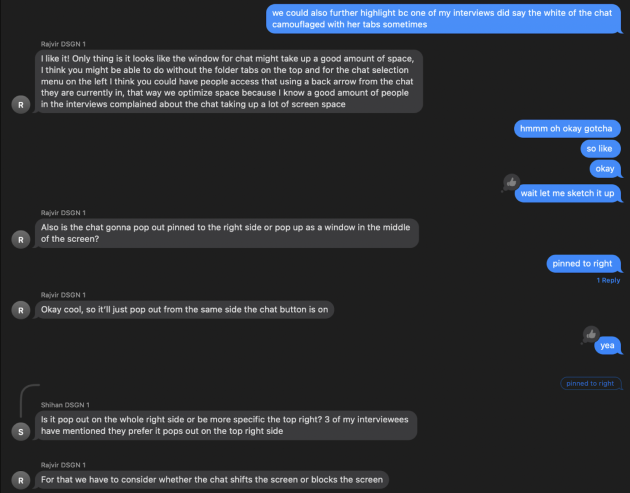 we could also further highlight bc one of my interviews did say the white of the chat
camouflaged with her tabs sometimes
Rajvir DSGN 1
I like it! Only thing is it looks like the window for chat might take up a good amount of space,
I think you might be able to do without the folder tabs on the top and for the chat selection
menu on the left I think you could have people access that using a back arrow from the chat
they are currently in, that way we optimize space because I know a good amount of people
in the interviews complained about the chat taking up a lot of screen space
R
hmmm oh okay gotcha
so like
okay
wait let me sketch it up
Rajvir DSGN 1
Also is the chat gonna pop out pinned to the right side or pop up as a window in the middle
of the screen?
R
pinned to right
1 Reply
Rajvir DSGN 1
Okay cool, so it'll just pop out from the same side the chat button is on
R
yea
pinned to right
Shihan DSGN 1
Is it pop out on the whole right side or be more specific the top right? 3 of my interviewees
have mentioned they prefer it pops out on the top right side
S
Rajvir DSGN 1
For that we have to consider whether the chat shifts the screen or blocks the screen
R